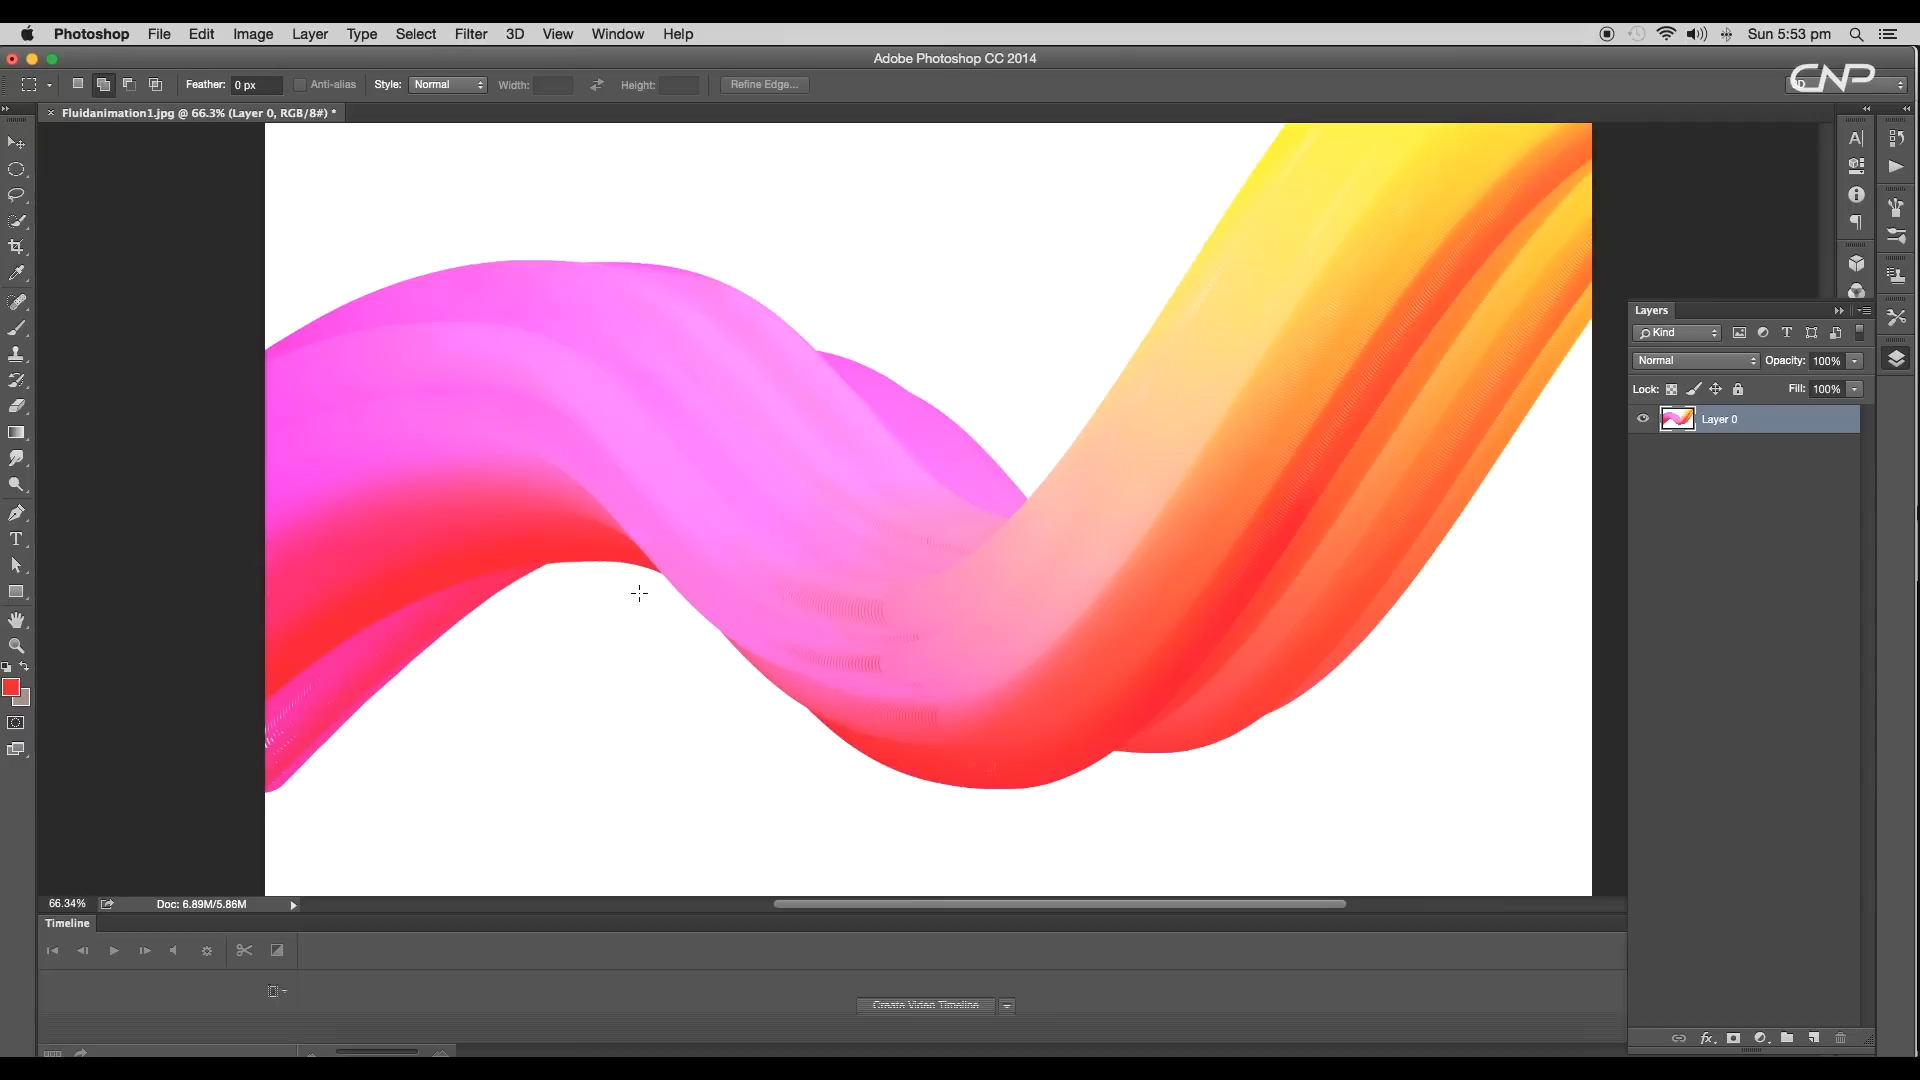 Photoshop File Edit Image Layer Type Select Filter 3D View Window Help Sun 5:53 pm
Adobe Photoshop CC 2014
Feather: 0 px Anti-alias Style: Normal Width: Height: Refine Edge... CNP
× Fluidanimation1.jpg @ 66.3% (Layer 0, RGB/8#) *
Layers
Kind
Normal Opacity: 100%
Lock: Fill: 100%
Layer 0
66.34% Doc: 6.89M/5.86M
Timeline
Create Video Timeline
fx